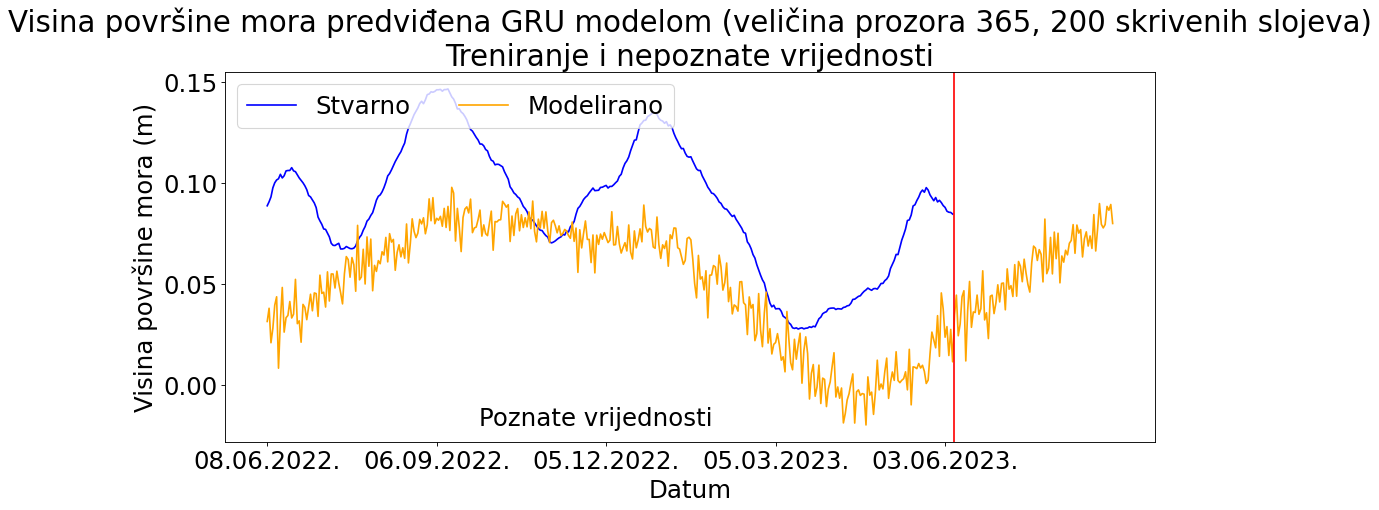 Visina površine mora predviđena GRU modelom (veličina prozora 365, 200 skrivenih slojeva)
Treniranje i nepoznate vrijednosti
Stvarno
Modelirano
Visina površine mora (m)
0.15
0.10
0.05
0.00
Poznate vrijednosti
08.06.2022.
06.09.2022.
05.12.2022.
05.03.2023.
03.06.2023.
Datum